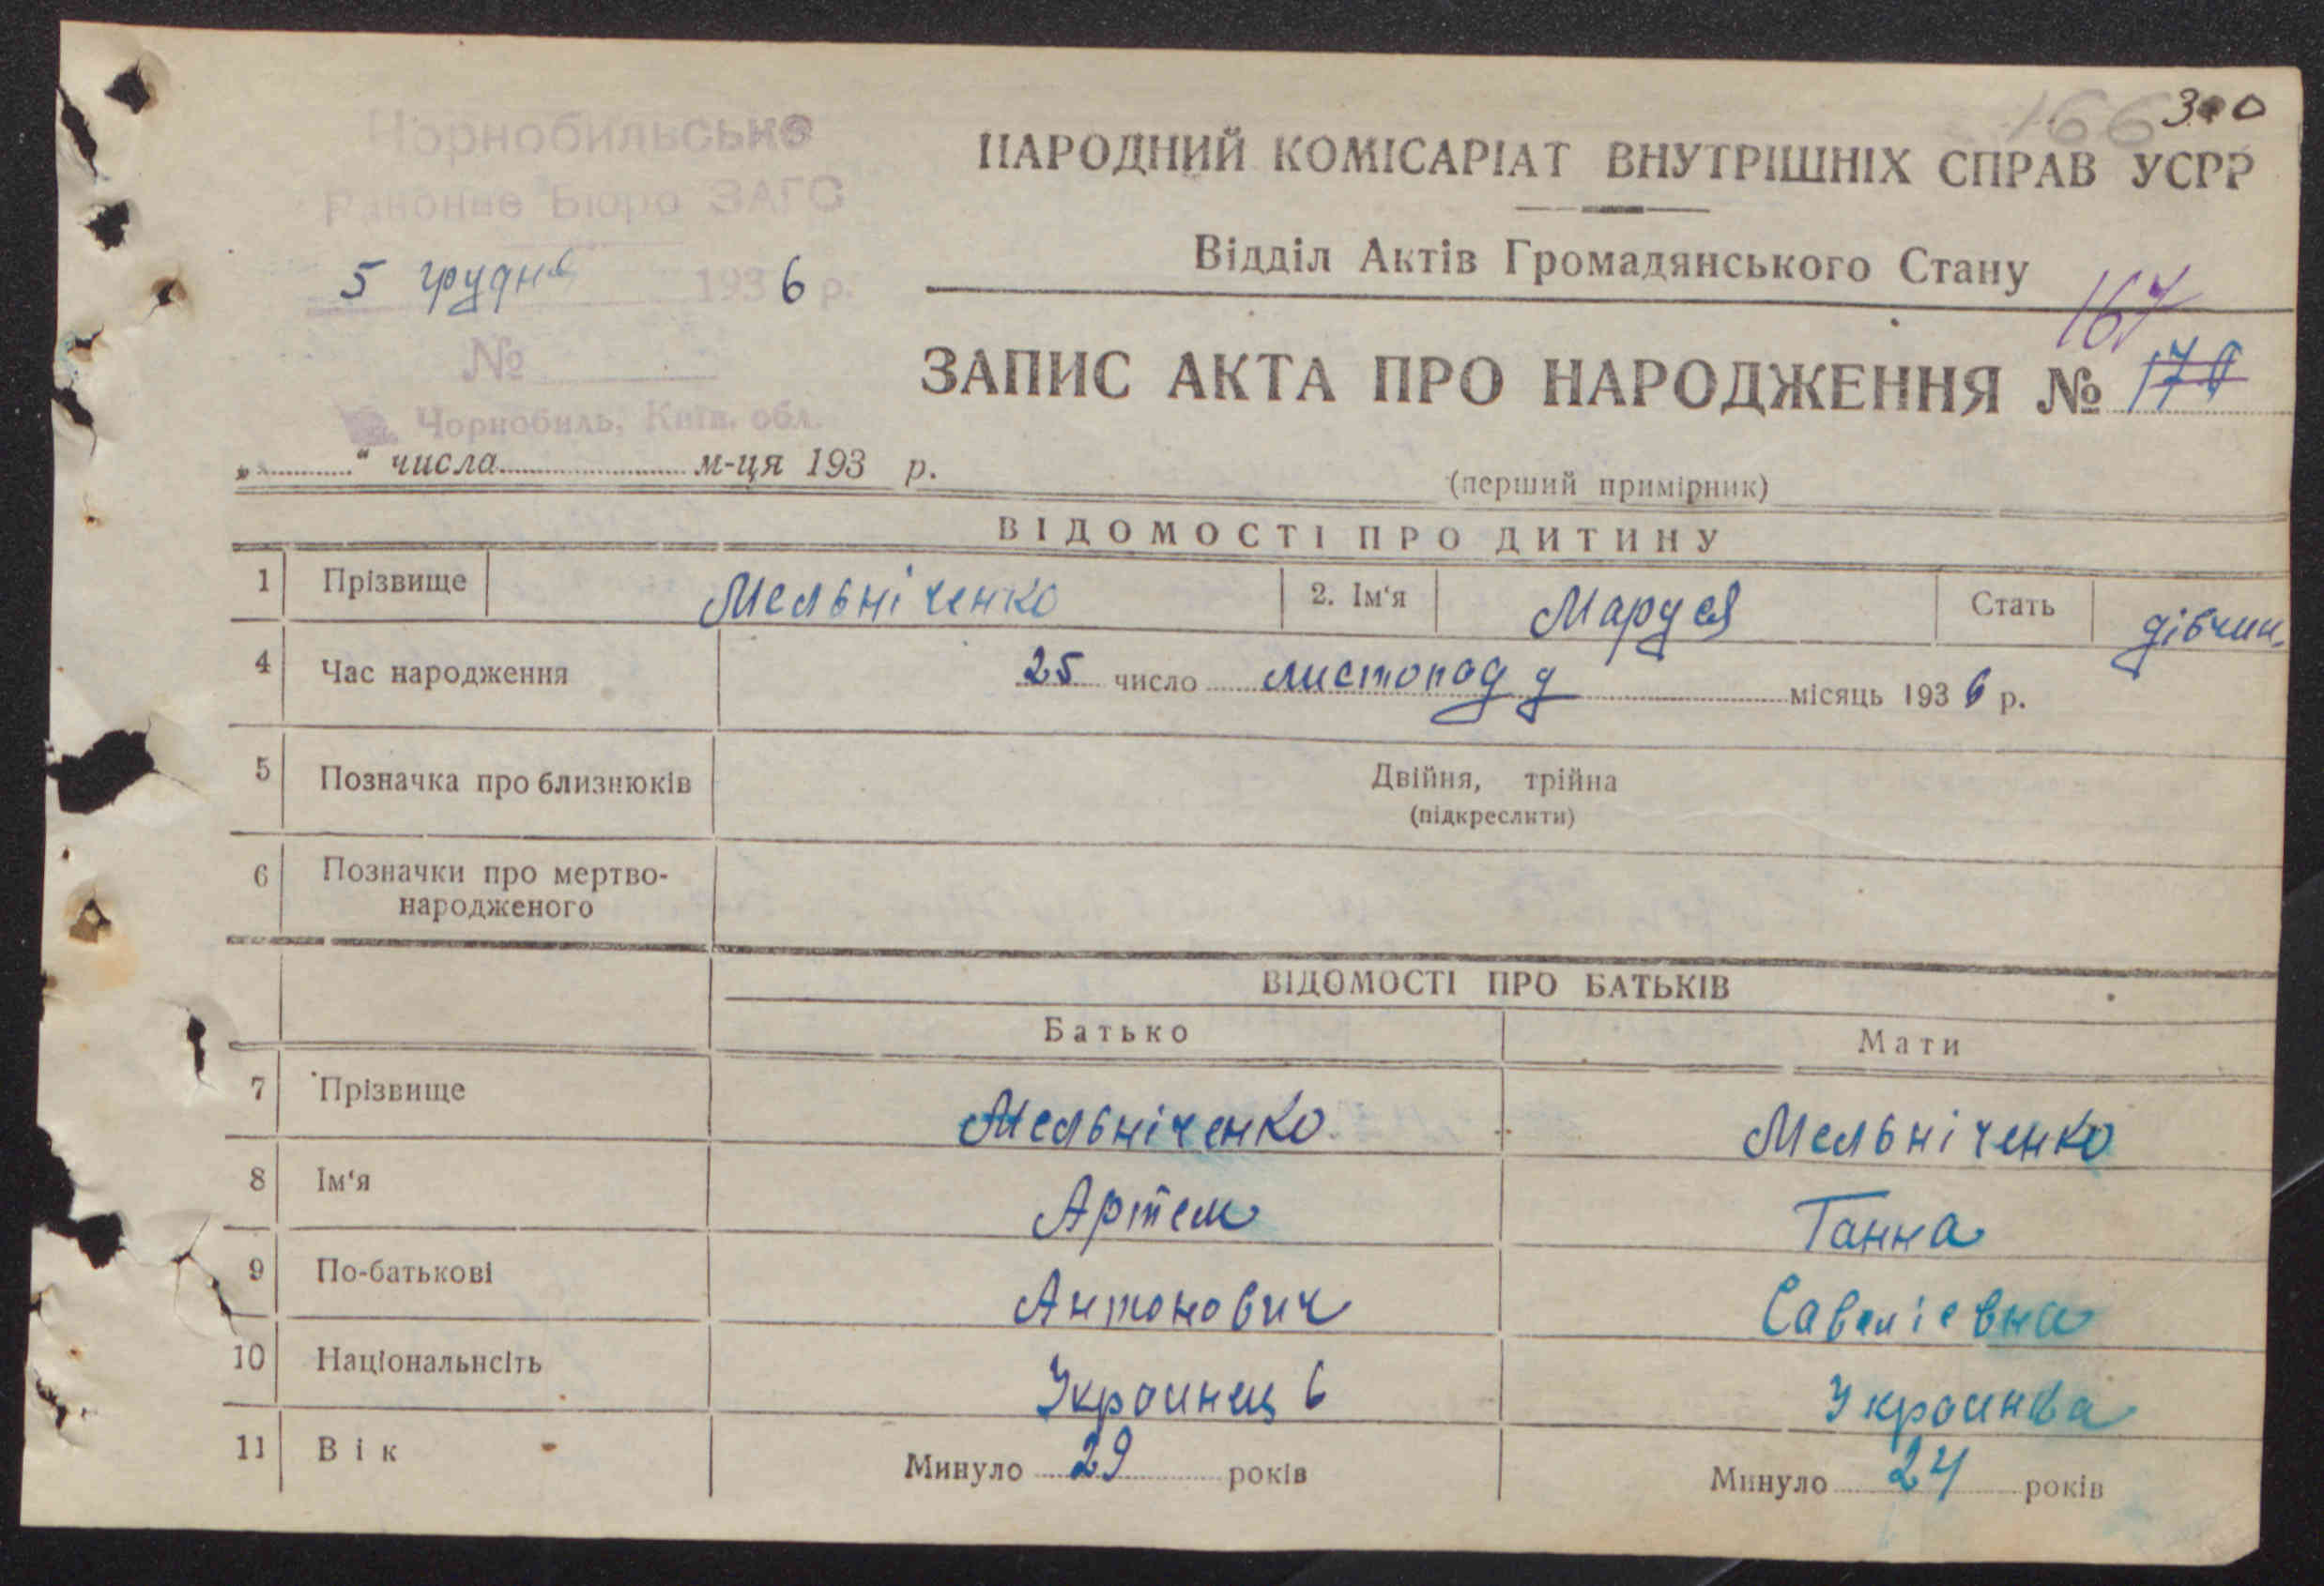 166 300
Чорнобильське
Районне Бюро ЗАГС
5 грудня 1936 р.
№
Чорнобиль, Київ. обл.
„ “ числа м-ця 193 р.
НАРОДНИЙ КОМІСАРІАТ ВНУТРІШНІХ СПРАВ УСРР
Відділ Актів Громадянського Стану
167
ЗАПИС АКТА ПРО НАРОДЖЕННЯ № 170
(перший примірник)
ВІДОМОСТІ ПРО ДИТИНУ
1 Прізвище Мельніченко 2. Ім‘я Маруся Стать дівчин.
4 Час народження 25 число листопад д місяць 1936 р.
5 Позначка про близнюків Двійня, трійна
(підкреслити)
6 Позначки про мертво-
народженого
ВІДОМОСТІ ПРО БАТЬКІВ
Батько Мати
7 Прізвище Мельніченко Мельніченко
8 Ім‘я Артем Ганна
9 По-батькові Антонович Савеліевна
10 Національнсіть Украинець Украинка
11 Вік Минуло 29 років Минуло 24 років